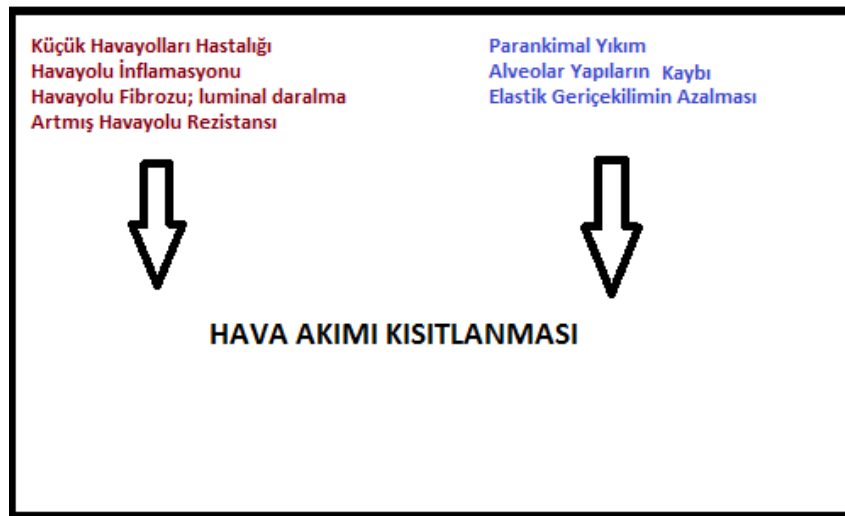 Küçük Havayolları Hastalığı
Havayolu İnflamasyonu
Havayolu Fibrozu; luminal daralma
Artmış Havayolu Rezistansı
Parankimal Yıkım
Alveolar Yapıların Kaybı
Elastik Geriçekilimin Azalması
HAVA AKIMI KISITLANMASI